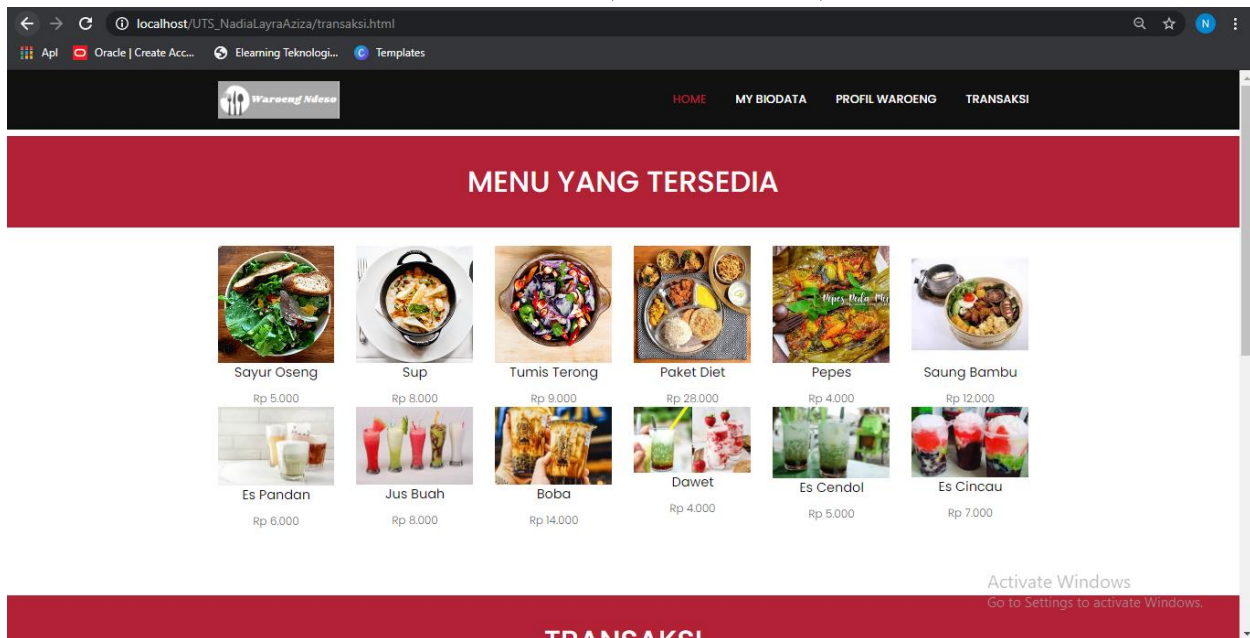 localhost/UTS_NadiaLayraAziza/transaksi.html
N
Apl Oracle | Create Acc... Elearning Teknologi... C Templates
Waroeng Ndeso HOME MY BIODATA PROFIL WAROENG TRANSAKSI
MENU YANG TERSEDIA
Sayur Oseng Sup Tumis Terong Paket Diet Pepes Saung Bambu
Rp 5.000 Rp 8.000 Rp 9.000 Rp 28.000 Rp 4.000 Rp 12.000
Es Pandan Jus Buah Boba Dawet Es Cendol Es Cincau
Rp 6.000 Rp 8.000 Rp 14.000 Rp 4.000 Rp 5.000 Rp 7.000
Activate Windows
Go to Settings to activate Windows.
TRANSAKSI